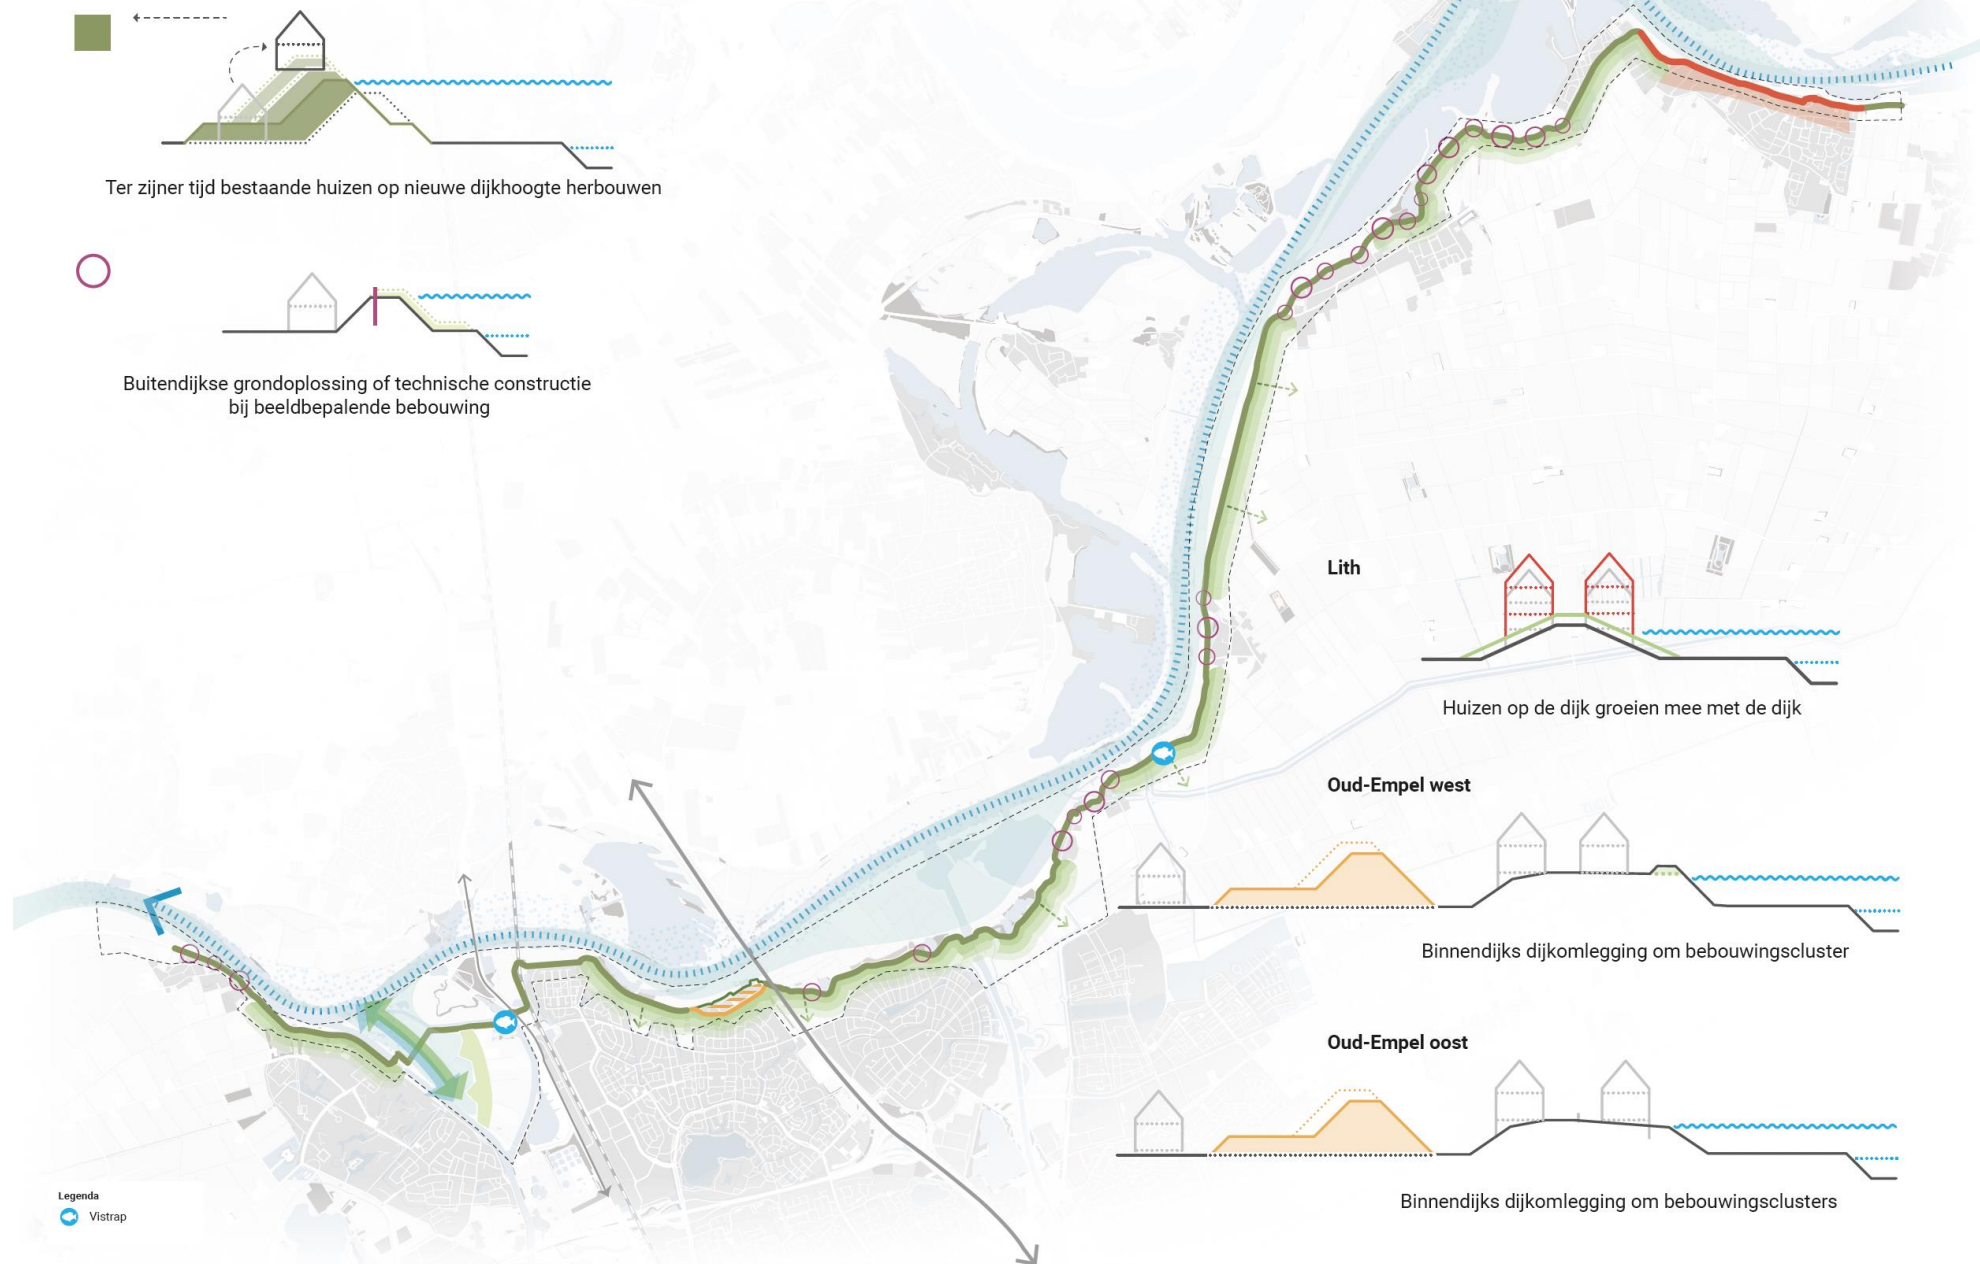 Ter zijner tijd bestaande huizen op nieuwe dijkhoogte herbouwen
Buitendijkse grondoplossing of technische constructie
bij beeldbepalende bebouwing
Lith
Huizen op de dijk groeien mee met de dijk
Oud-Empel west
Binnendijks dijkomlegging om bebouwingscluster
Oud-Empel oost
Binnendijks dijkomlegging om bebouwingsclusters
Legenda
Vistrap